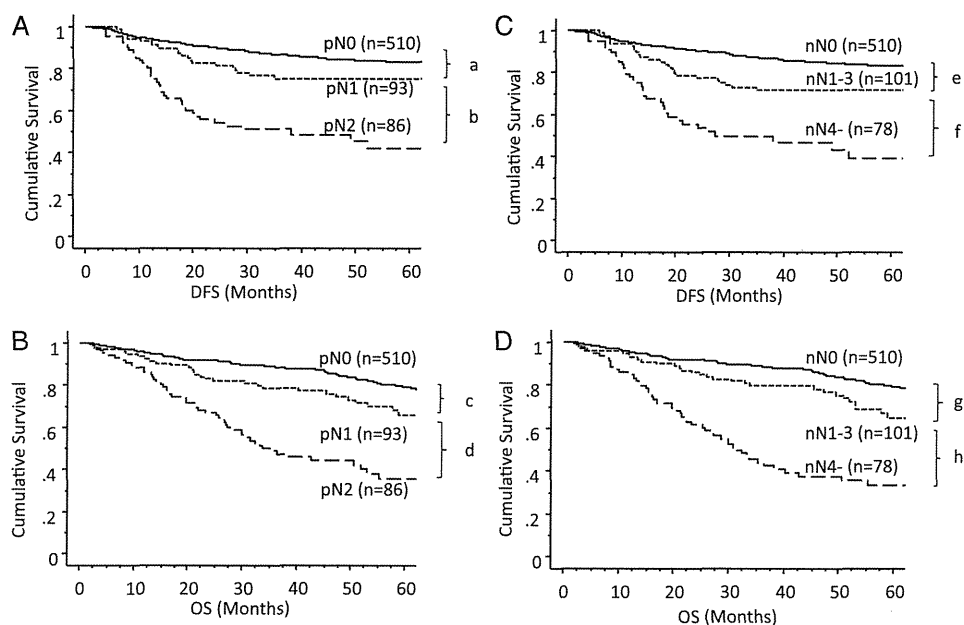 A
Cumulative Survival
1
.8
.6
.4
.2
0
pN0 (n=510)
pN1 (n=93)
pN2 (n=86)
a
b
0 10 20 30 40 50 60
DFS (Months)
C
Cumulative Survival
1
.8
.6
.4
.2
0
nN0 (n=510)
nN1-3 (n=101)
nN4- (n=78)
e
f
0 10 20 30 40 50 60
DFS (Months)
B
Cumulative Survival
1
.8
.6
.4
.2
0
pN0 (n=510)
pN1 (n=93)
pN2 (n=86)
c
d
0 10 20 30 40 50 60
OS (Months)
D
Cumulative Survival
1
.8
.6
.4
.2
0
nN0 (n=510)
nN1-3 (n=101)
nN4- (n=78)
g
h
0 10 20 30 40 50 60
OS (Months)